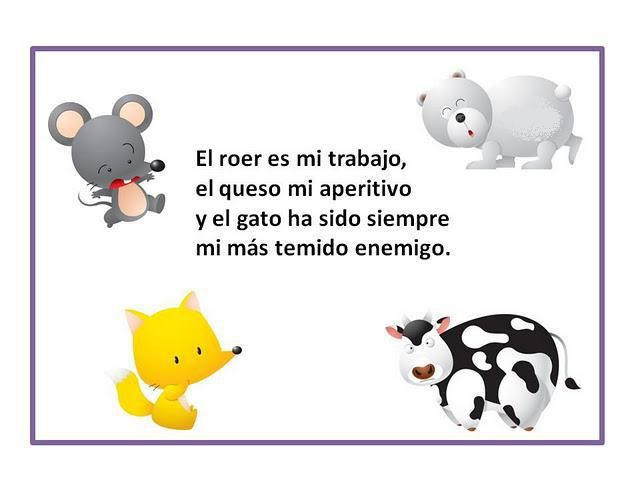 El roer es mi trabajo,
el queso mi aperitivo
y el gato ha sido siempre
mi más temido enemigo.